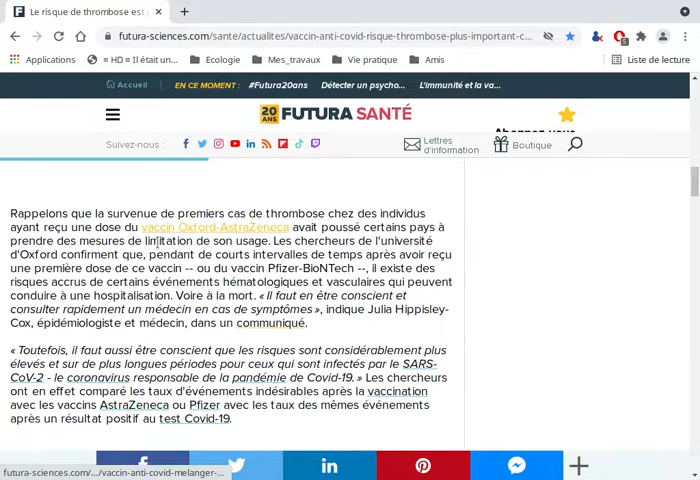 Le risque de thrombose est
futura-sciences.com/sante/actualites/vaccin-anti-covid-risque-thrombose-plus-important-c...
Applications
= HD = Il était un...
Ecologie
Mes_travaux
Vie pratique
Amis
Liste de lecture
Accueil
EN CE MOMENT :
#Futura20ans
Détecter un psycho...
L'immunité et la va...
20 ANS FUTURA SANTÉ
Abonnez-vous
Suivez-nous :
Lettres
d'information
Boutique
Rappelons que la survenue de premiers cas de thrombose chez des individus
ayant reçu une dose du vaccin Oxford-AstraZeneca avait poussé certains pays à
prendre des mesures de limitation de son usage. Les chercheurs de l'université
d'Oxford confirment que, pendant de courts intervalles de temps après avoir reçu
une première dose de ce vaccin -- ou du vaccin Pfizer-BioNTech --, il existe des
risques accrus de certains événements hématologiques et vasculaires qui peuvent
conduire à une hospitalisation. Voire à la mort. « Il faut en être conscient et
consulter rapidement un médecin en cas de symptômes », indique Julia Hippisley-
Cox, épidémiologiste et médecin, dans un communiqué.
« Toutefois, il faut aussi être conscient que les risques sont considérablement plus
élevés et sur de plus longues périodes pour ceux qui sont infectés par le SARS-
CoV-2 - le coronavirus responsable de la pandémie de Covid-19. » Les chercheurs
ont en effet comparé les taux d'événements indésirables après la vaccination
avec les vaccins AstraZeneca ou Pfizer avec les taux des mêmes événements
après un résultat positif au test Covid-19.
futura-sciences.com/.../vaccin-anti-covid-melanger-...